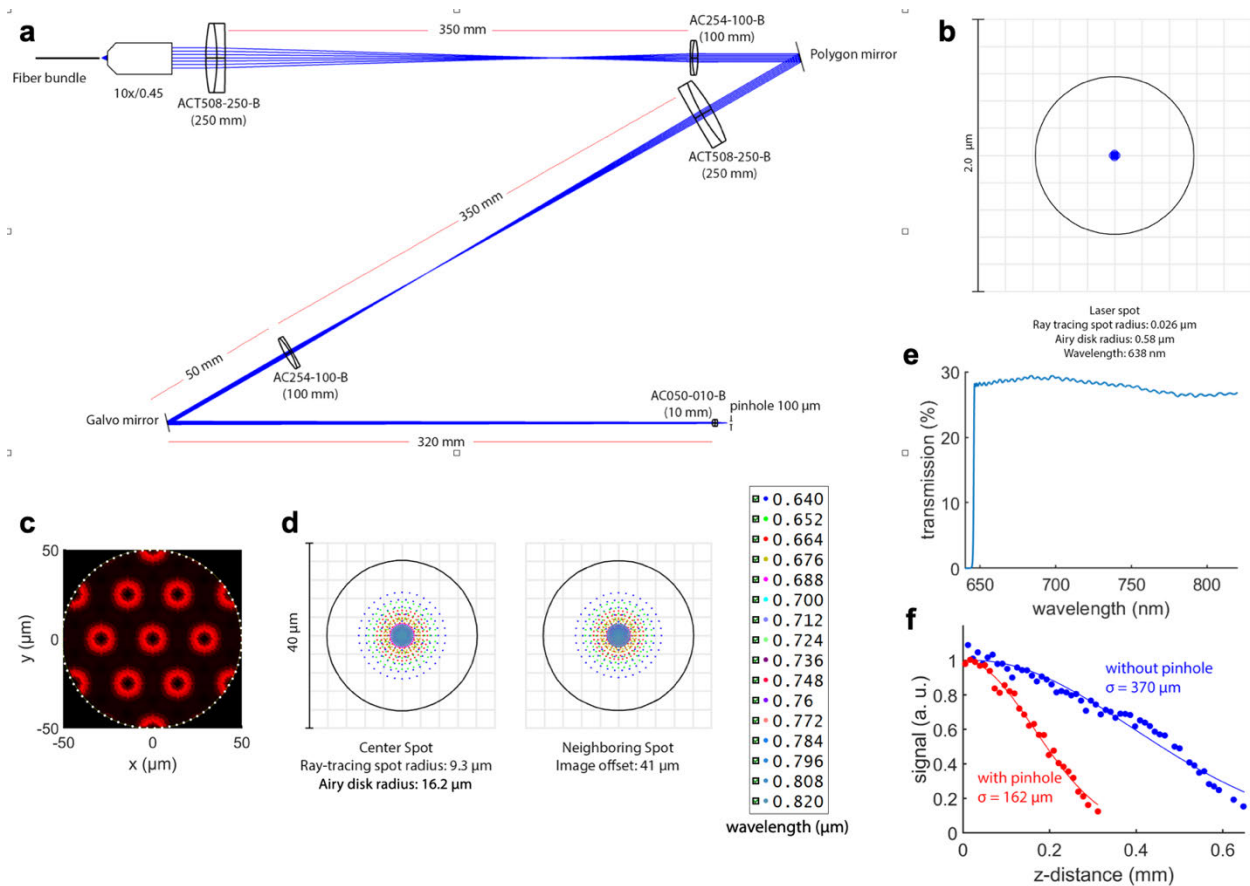 a
350 mm
AC254-100-B
(100 mm)
Polygon mirror
Fiber bundle
10x/0.45
ACT508-250-B
(250 mm)
ACT508-250-B
(250 mm)
350 mm
50 mm
AC254-100-B
(100 mm)
Galvo mirror
AC050-010-B
(10 mm)
pinhole 100 µm
320 mm
b
2.0 µm
Laser spot
Ray tracing spot radius: 0.026 µm
Airy disk radius: 0.58 µm
Wavelength: 638 nm
c
50
0
-50
y (µm)
-50
0
50
x (µm)
d
40 µm
Center Spot
Ray-tracing spot radius: 9.3 µm
Airy disk radius: 16.2 µm
Neighboring Spot
Image offset: 41 µm
0.640
0.652
0.664
0.676
0.688
0.700
0.712
0.724
0.736
0.748
0.76
0.772
0.784
0.796
0.808
0.820
wavelength (µm)
e
30
20
10
0
transmission (%)
650
700
750
800
wavelength (nm)
f
1
0.8
0.6
0.4
0.2
0
signal (a. u.)
without pinhole
σ = 370 µm
with pinhole
σ = 162 µm
0
0.2
0.4
0.6
z-distance (mm)